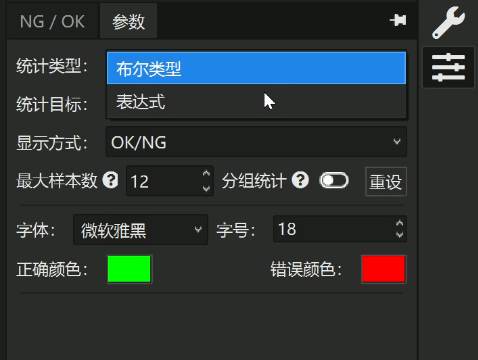 NG / OK 参数
统计类型： 布尔类型
统计目标： 表达式
显示方式： OK/NG
最大样本数 ? 12 分组统计 ? 重设
字体： 微软雅黑 字号： 18
正确颜色： 错误颜色：